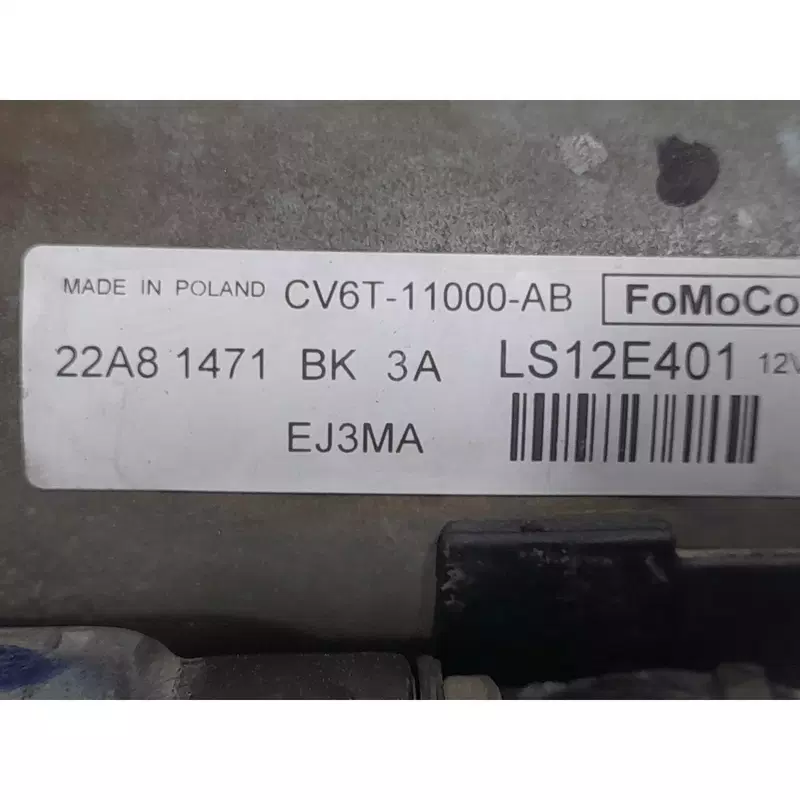 MADE IN POLAND CV6T-11000-AB FoMoCo
22A8 1471 BK 3A LS12E401 12V
EJ3MA